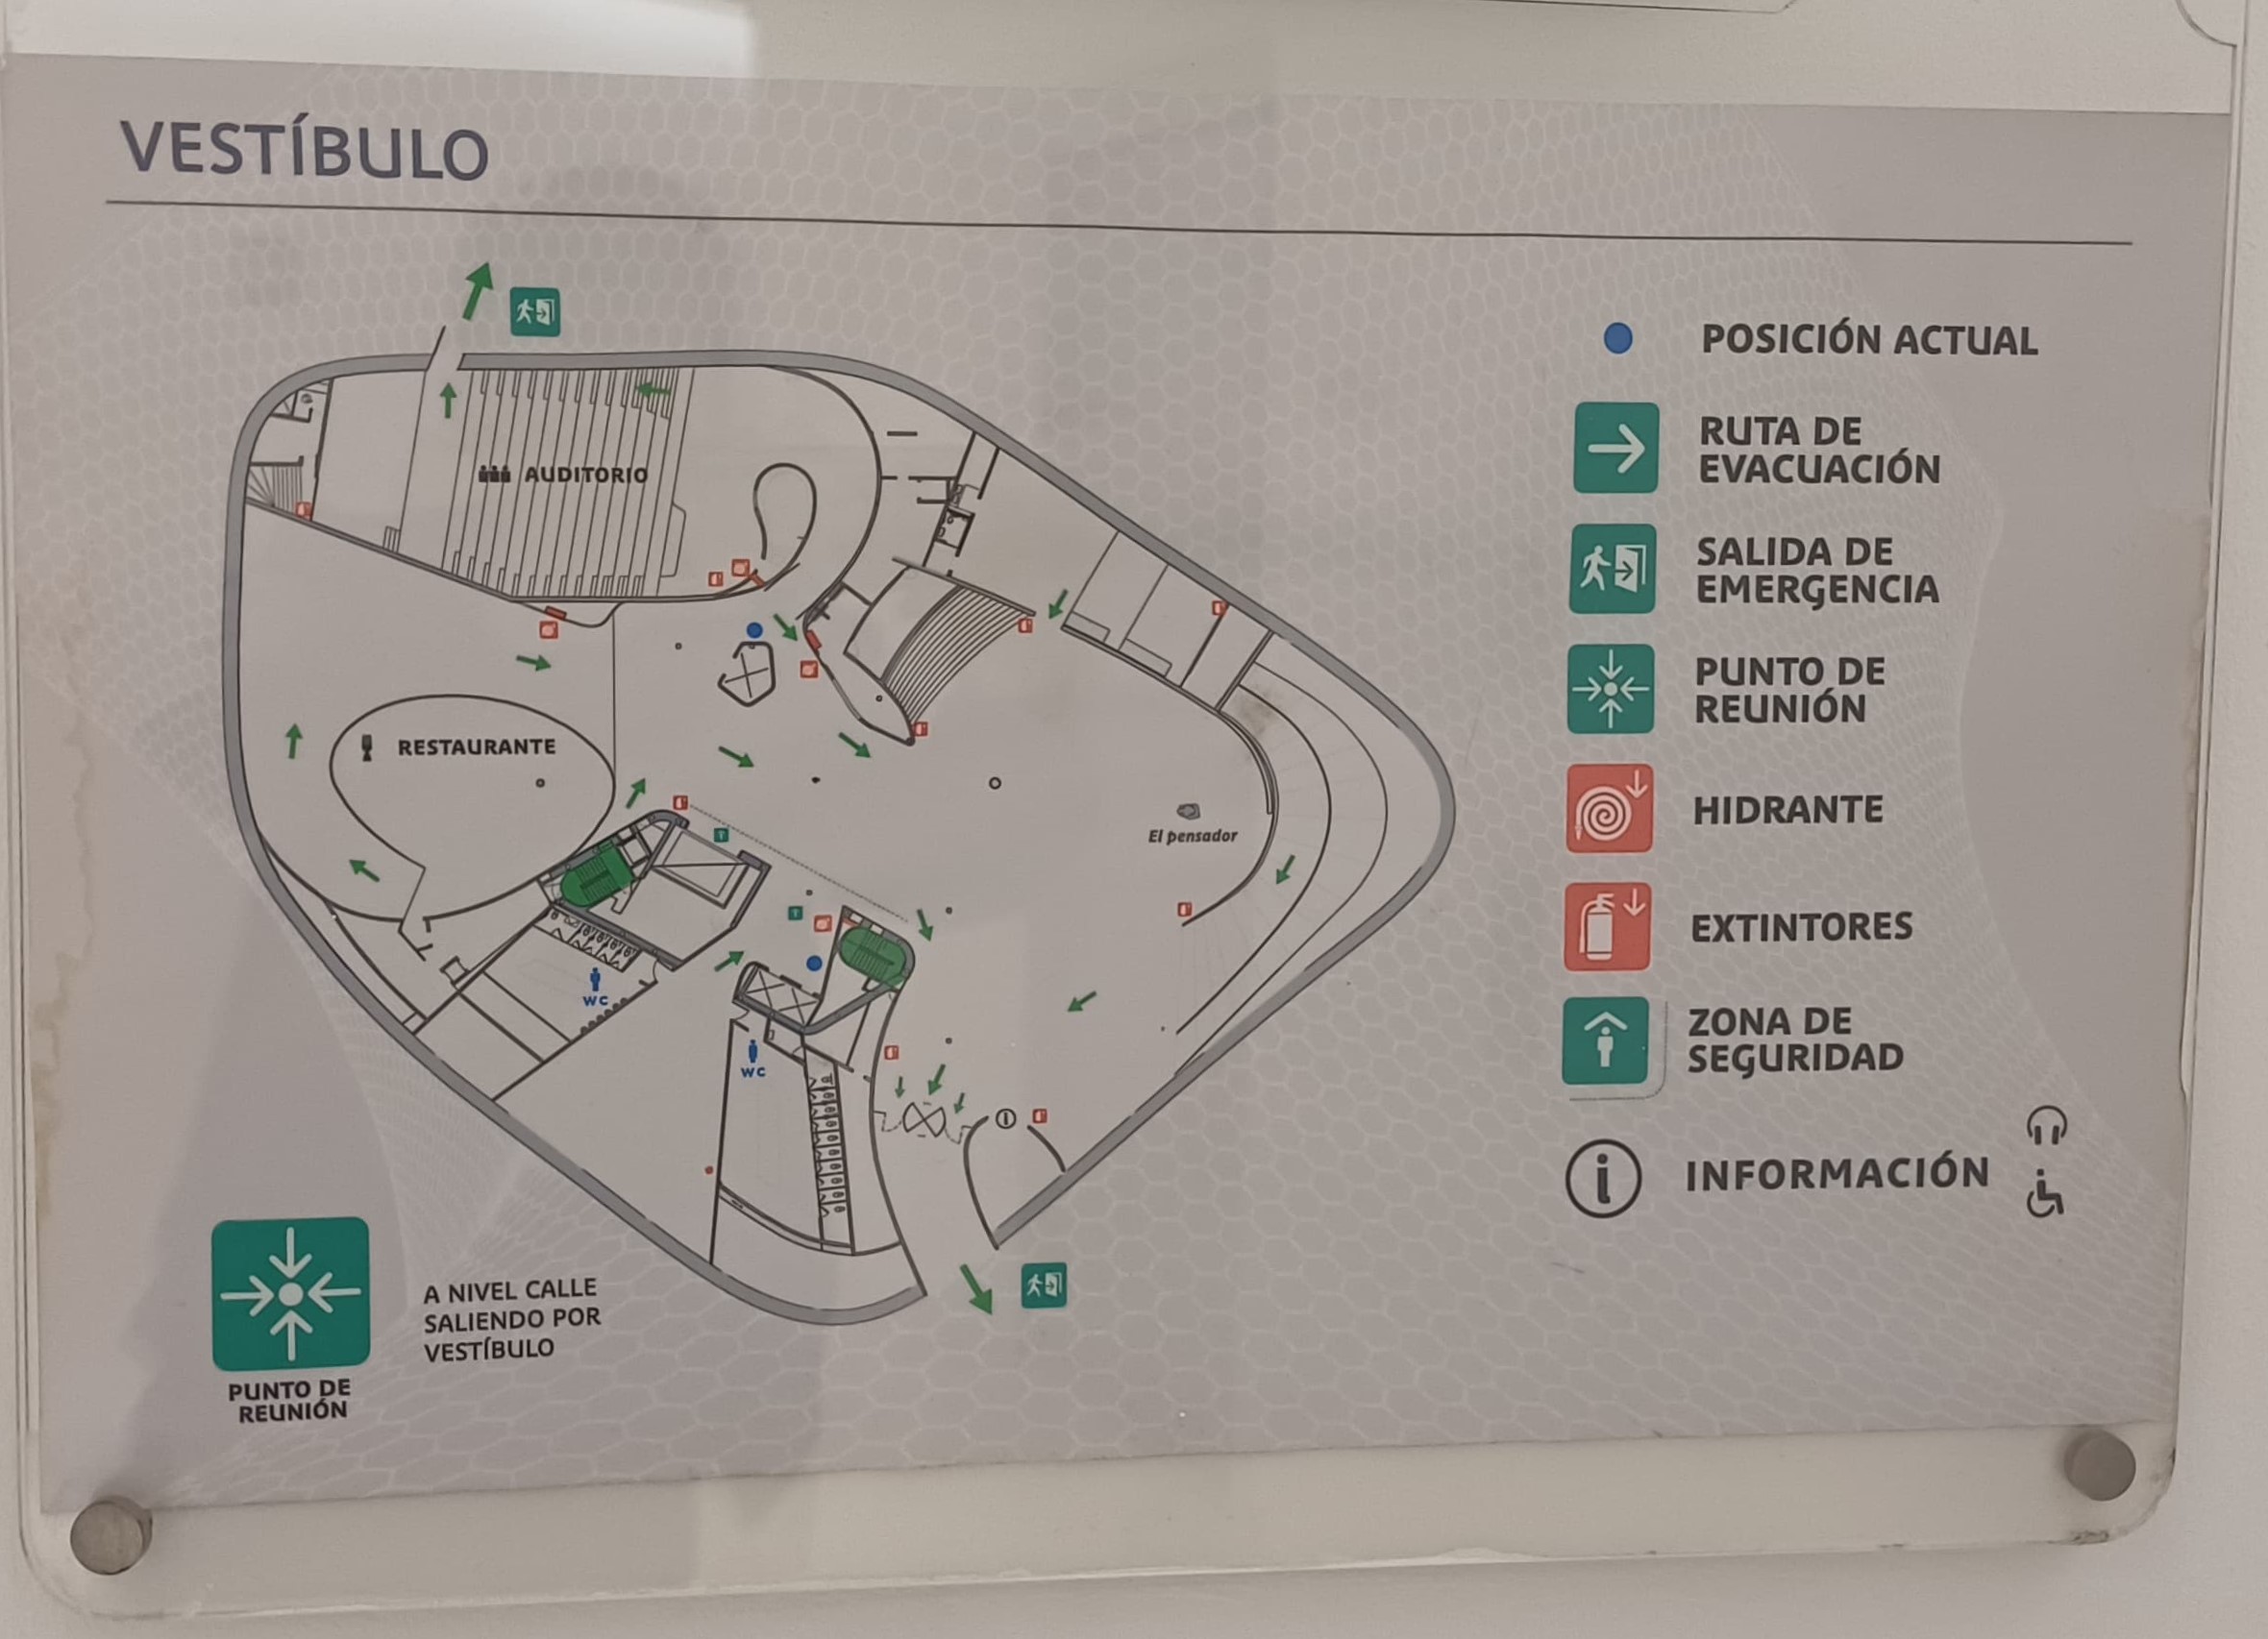 VESTÍBULO
AUDITORIO
RESTAURANTE
El pensador
WC
WC
POSICIÓN ACTUAL
RUTA DE
EVACUACIÓN
SALIDA DE
EMERGENCIA
PUNTO DE
REUNIÓN
HIDRANTE
EXTINTORES
ZONA DE
SEGURIDAD
INFORMACIÓN
A NIVEL CALLE
SALIENDO POR
VESTÍBULO
PUNTO DE
REUNIÓN